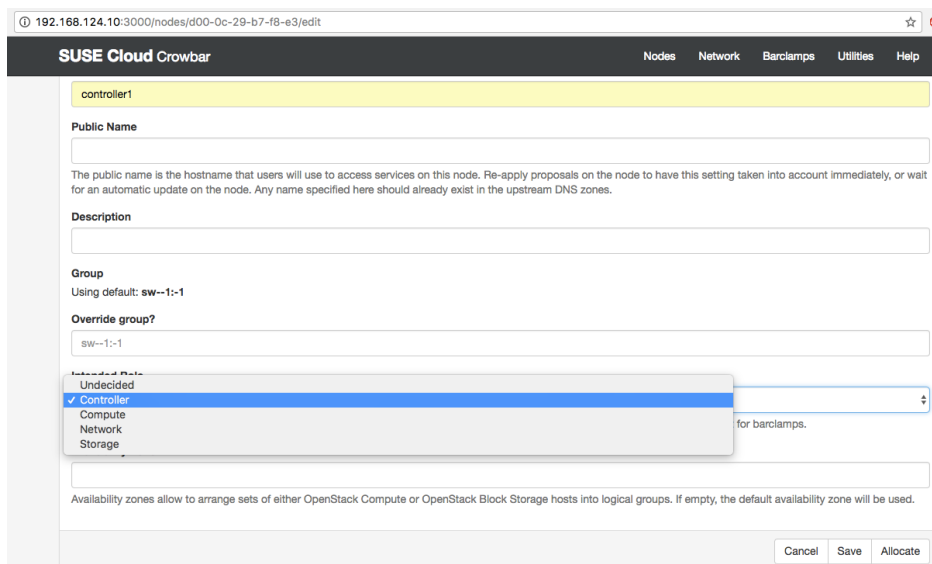 192.168.124.10:3000/nodes/d00-0c-29-b7-f8-e3/edit
SUSE Cloud Crowbar
Nodes Network Barclamps Utilities Help
controller1
Public Name
The public name is the hostname that users will use to access services on this node. Re-apply proposals on the node to have this setting taken into account immediately, or wait
for an automatic update on the node. Any name specified here should already exist in the upstream DNS zones.
Description
Group
Using default: sw--1:-1
Override group?
sw--1:-1
Intended Role
Undecided
✓ Controller
Compute
Network
Storage
for barclamps.
Availability zones allow to arrange sets of either OpenStack Compute or OpenStack Block Storage hosts into logical groups. If empty, the default availability zone will be used.
Cancel Save Allocate